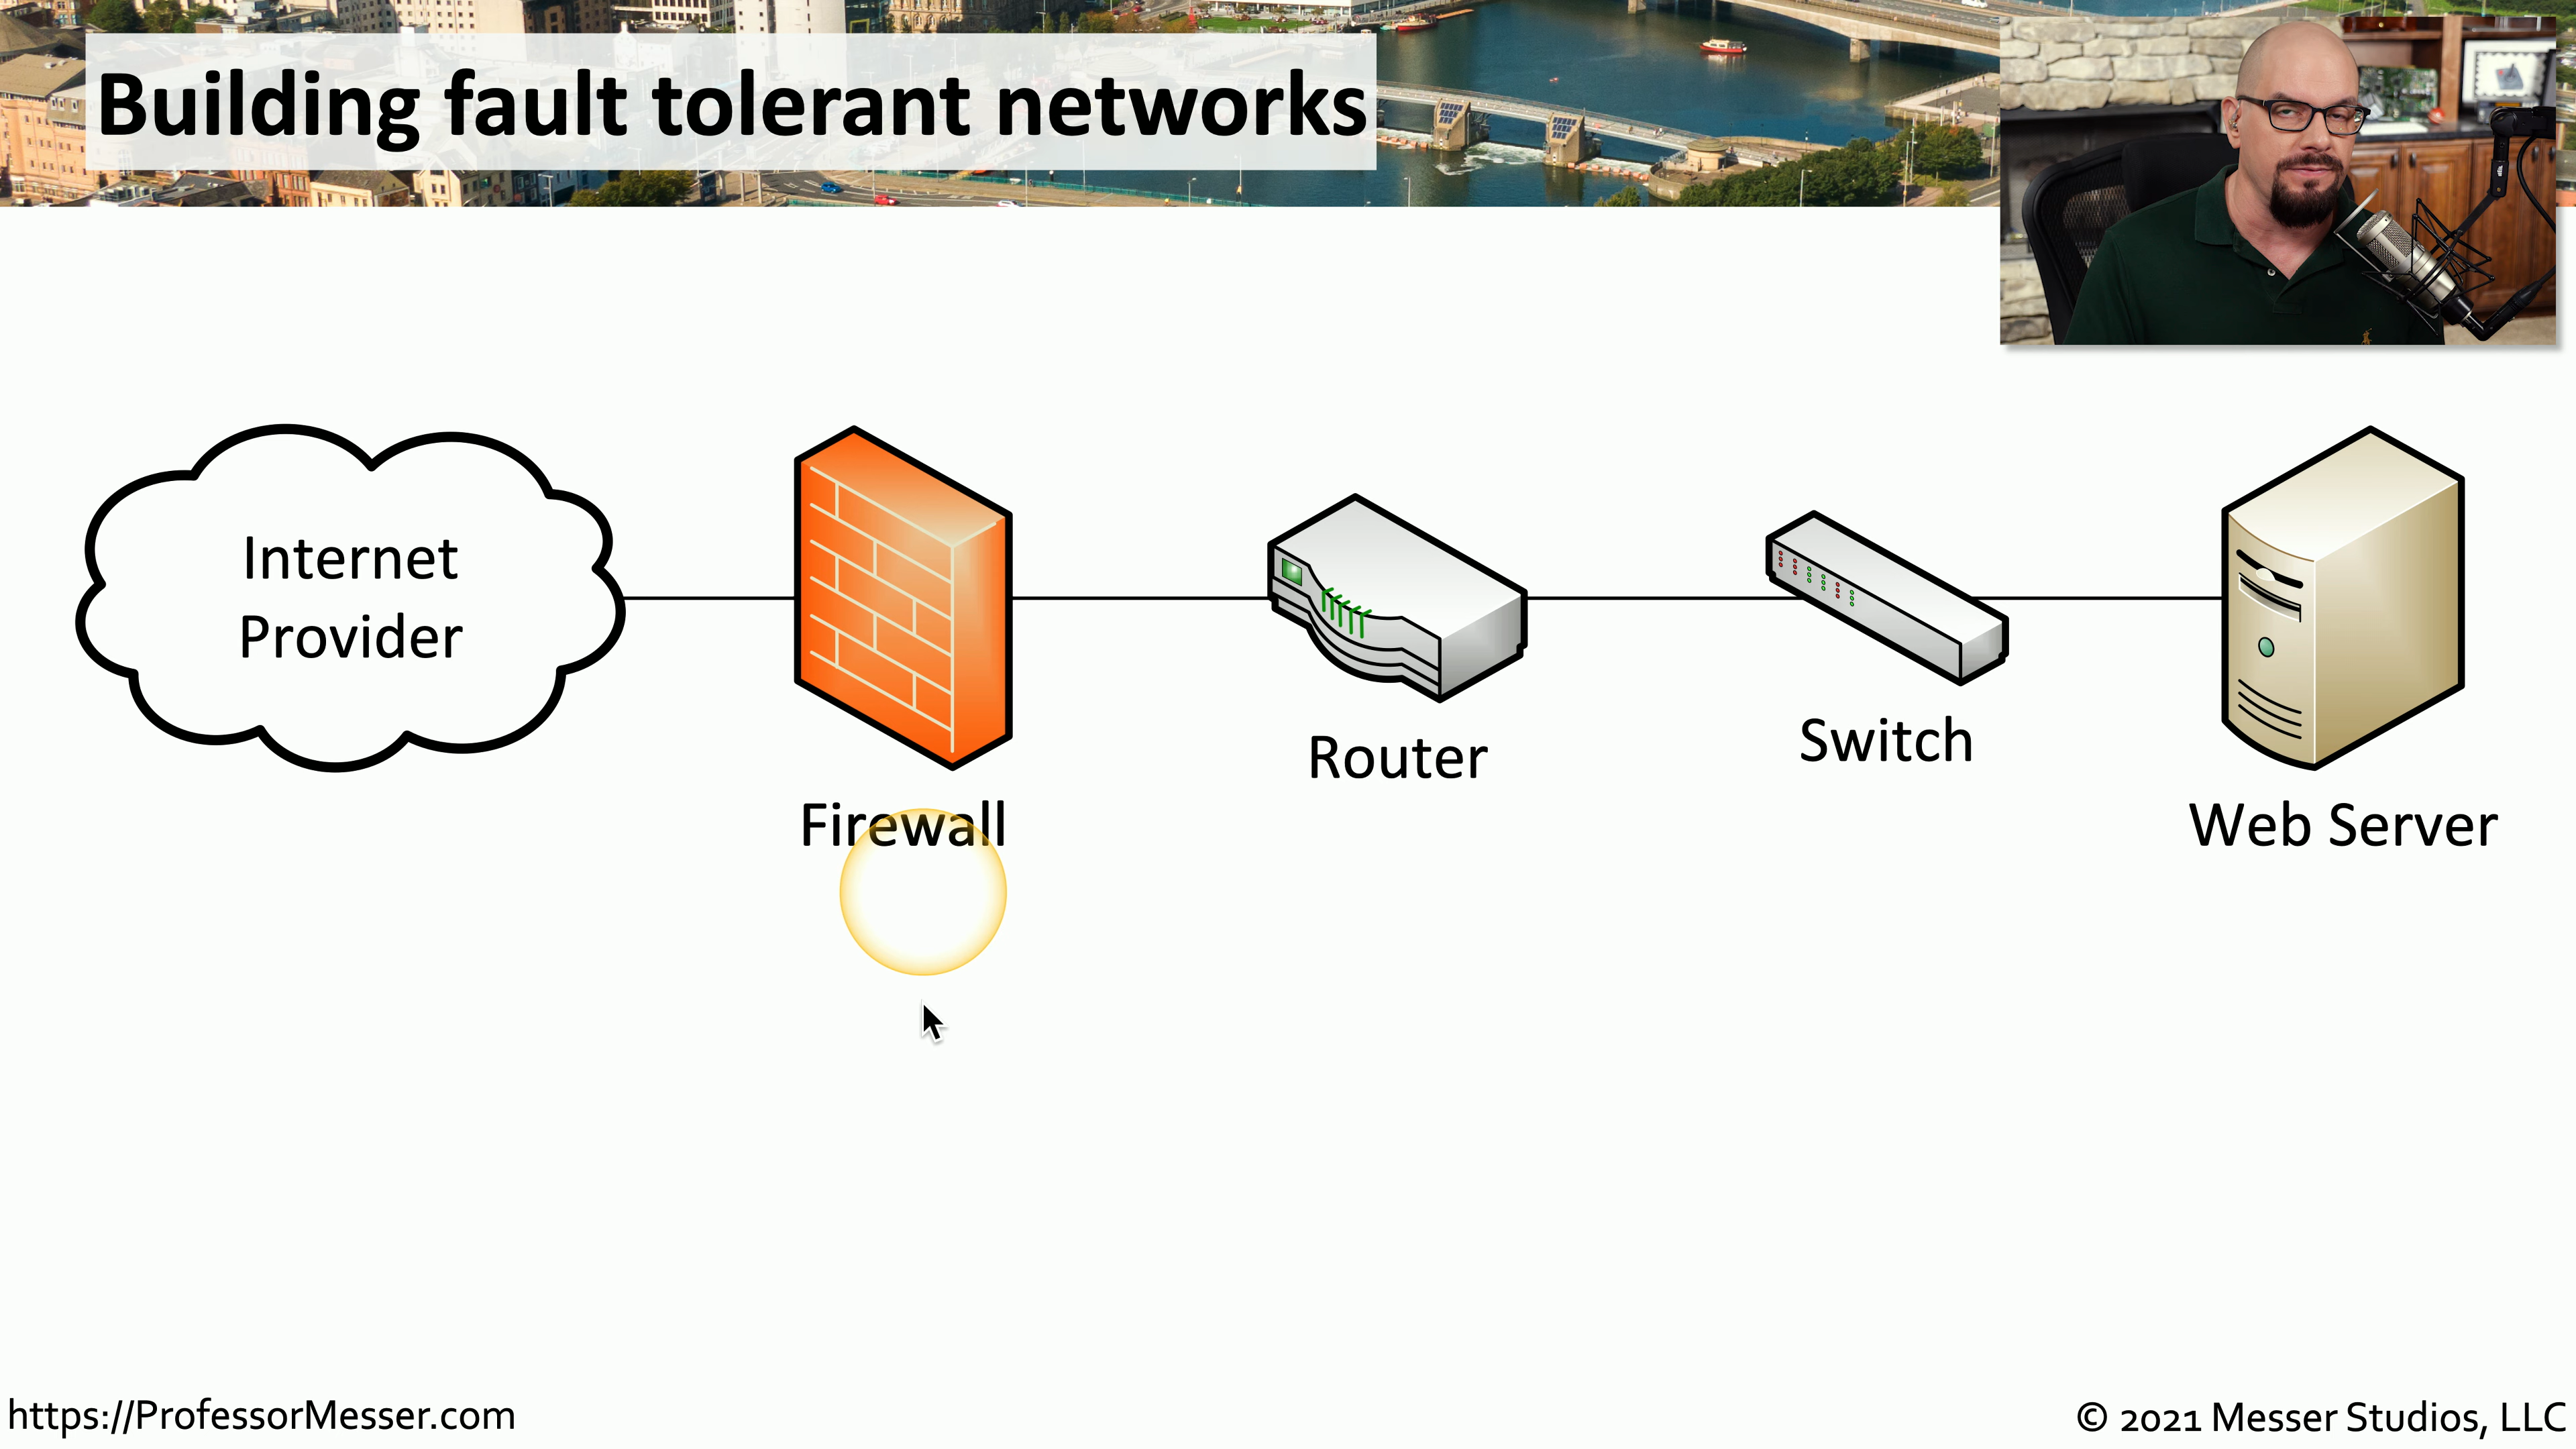 Building fault tolerant networks
Internet
Provider
Firewall
Router
Switch
Web Server
https://ProfessorMesser.com
© 2021 Messer Studios, LLC